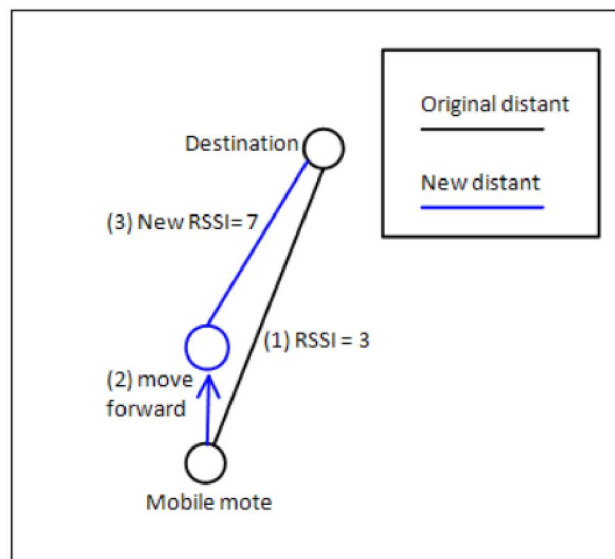 Original distant
Destination
New distant
(3) New RSSI= 7
(1) RSSI = 3
(2) move
forward
Mobile mote